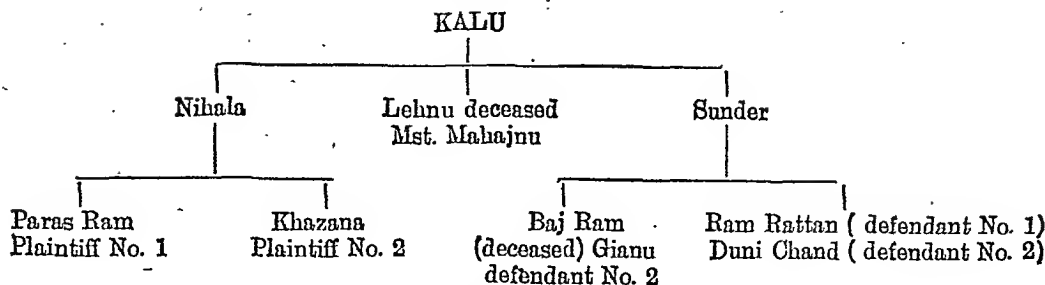 KALU
Nihala Lehnu deceased Sunder
Mst. Mahajnu
Paras Ram Khazana Baj Ram Ram Rattan ( defendant No. 1)
Plaintiff No. 1 Plaintiff No. 2 (deceased) Gianu Duni Chand ( defendant No. 2)
defendant No. 2